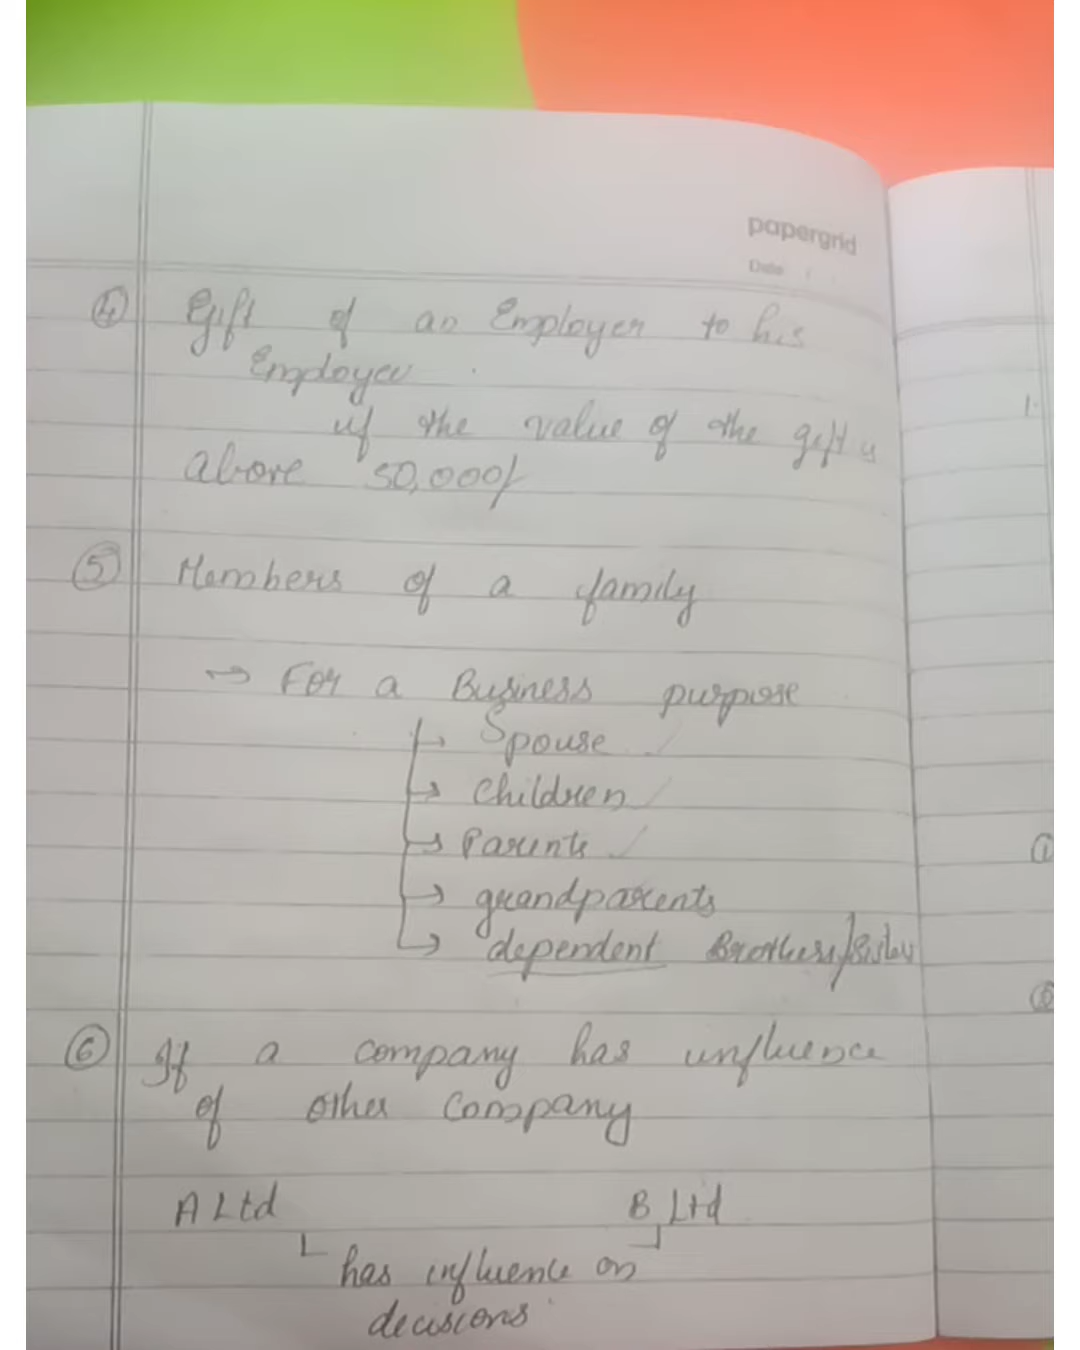 papergrid
Date
④ Gift of an Employer to his
Employee.
if the value of the gift is
above 50,000/-
⑤ Members of a family
→ For a Business purpose
→ Spouse ✓
→ Children ✓
→ Parents ✓
→ grandparents
→ dependent Brothers/Sister
⑥ If a company has influence
of other company
A Ltd B Ltd
has influence on
decisions
1.